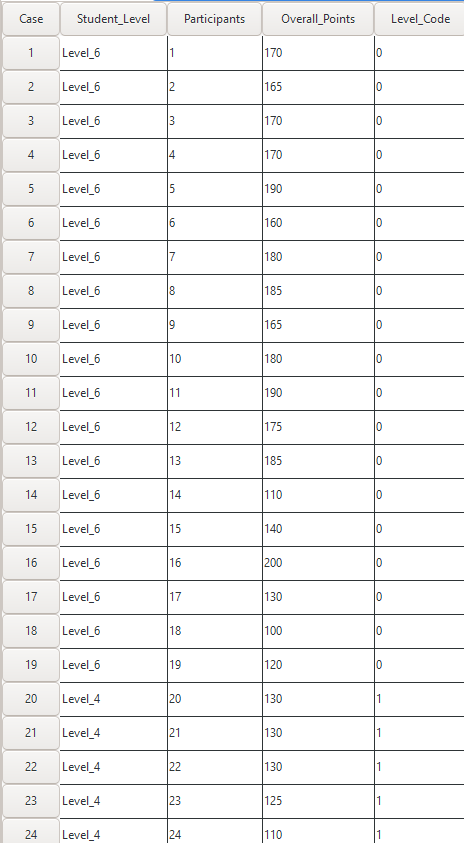 Case Student_Level Participants Overall_Points Level_Code
1 Level_6 1 170 0
2 Level_6 2 165 0
3 Level_6 3 170 0
4 Level_6 4 170 0
5 Level_6 5 190 0
6 Level_6 6 160 0
7 Level_6 7 180 0
8 Level_6 8 185 0
9 Level_6 9 165 0
10 Level_6 10 180 0
11 Level_6 11 190 0
12 Level_6 12 175 0
13 Level_6 13 185 0
14 Level_6 14 110 0
15 Level_6 15 140 0
16 Level_6 16 200 0
17 Level_6 17 130 0
18 Level_6 18 100 0
19 Level_6 19 120 0
20 Level_4 20 130 1
21 Level_4 21 130 1
22 Level_4 22 130 1
23 Level_4 23 125 1
24 Level_4 24 110 1